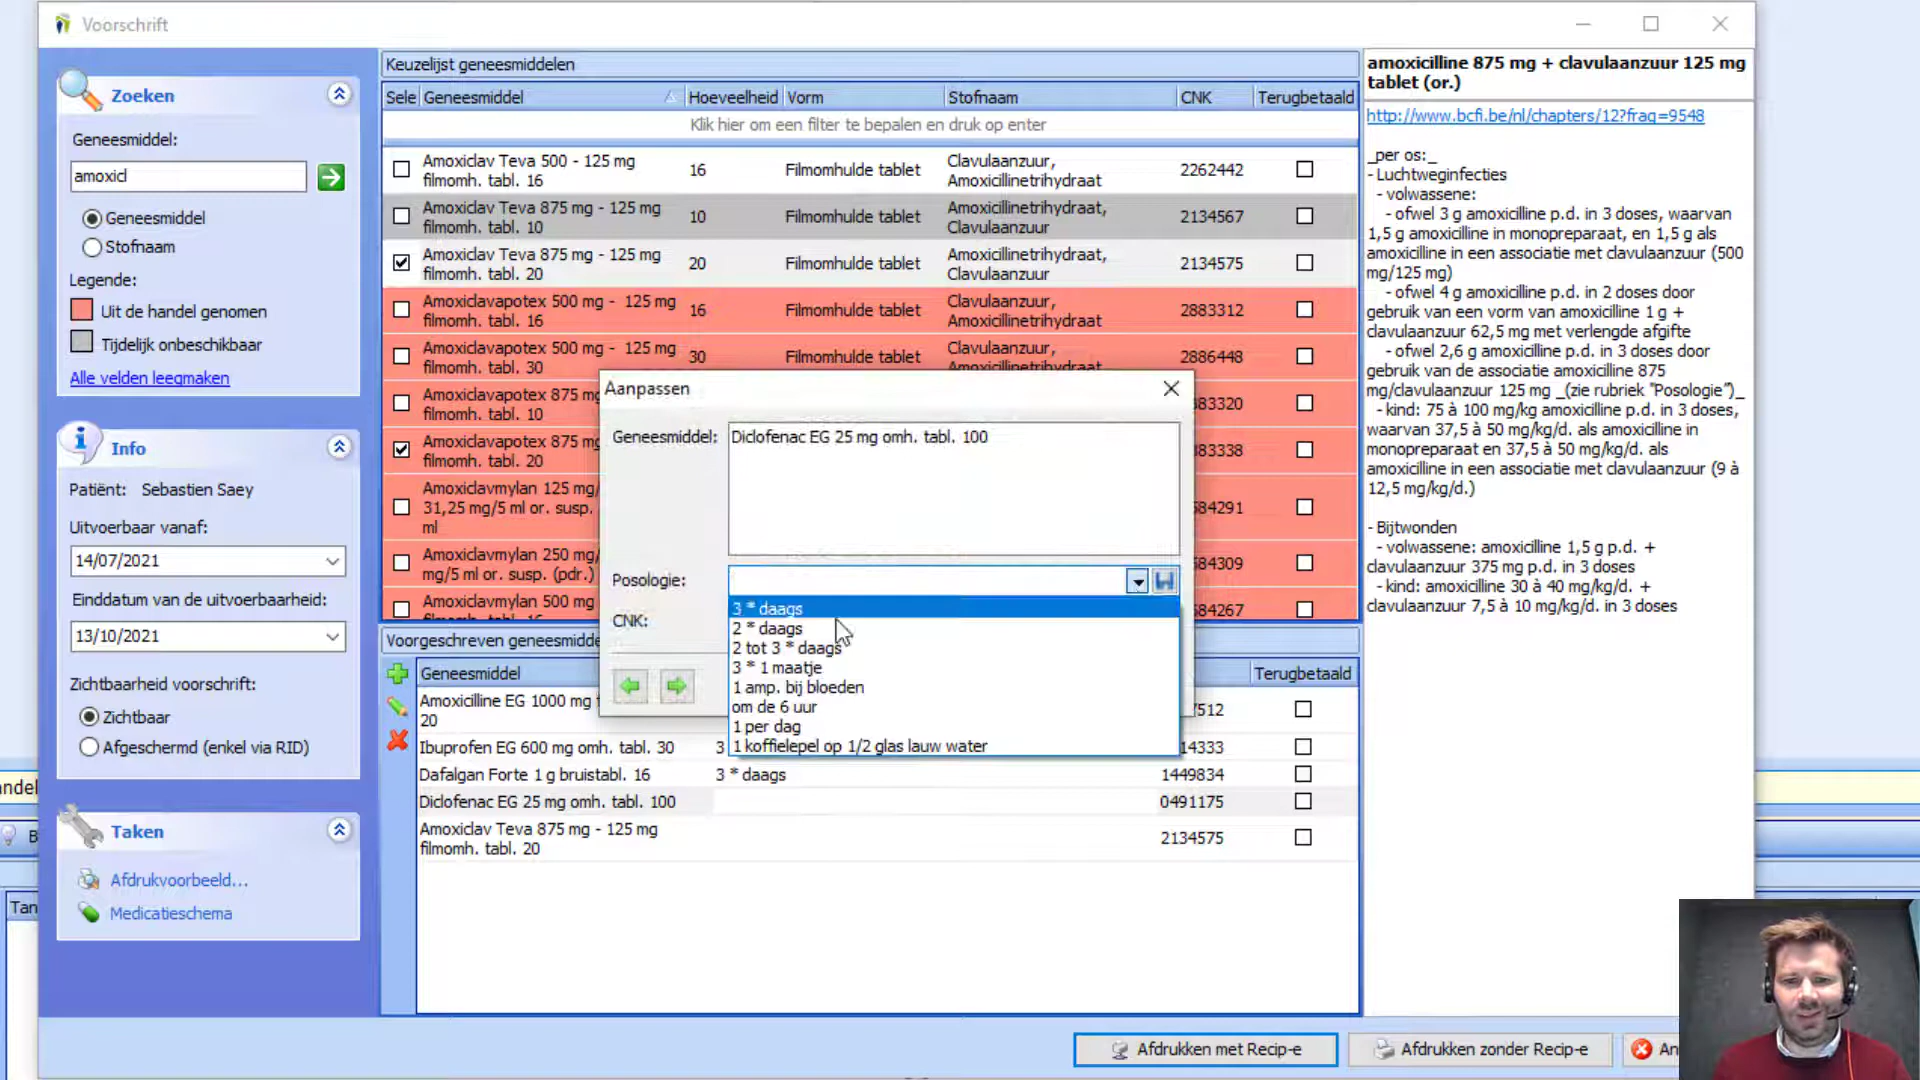 Voorschrift
Zoeken
Geneesmiddel:
amoxicl
Geneesmiddel
Stofnaam
Legende:
Uit de handel genomen
Tijdelijk onbeschikbaar
Alle velden leegmaken
Info
Patiënt: Sebastien Saey
Uitvoerbaar vanaf:
14/07/2021
Einddatum van de uitvoerbaarheid:
13/10/2021
Zichtbaarheid voorschrift:
Zichtbaar
Afgeschermd (enkel via RID)
Taken
Afdrukvoorbeeld...
Medicatieschema
Keuzelijst geneesmiddelen
Sele Geneesmiddel Hoeveelheid Vorm Stofnaam CNK Terugbetaald
Klik hier om een filter te bepalen en druk op enter
Amoxiclav Teva 500 - 125 mg
filmomh. tabl. 16 16 Filmomhulde tablet Clavulaanzuur,
Amoxicillinetrihydraat 2262442
Amoxiclav Teva 875 mg - 125 mg
filmomh. tabl. 10 10 Filmomhulde tablet Amoxicillinetrihydraat,
Clavulaanzuur 2134567
Amoxiclav Teva 875 mg - 125 mg
filmomh. tabl. 20 20 Filmomhulde tablet Amoxicillinetrihydraat,
Clavulaanzuur 2134575
Amoxiclavapotex 500 mg - 125 mg
filmomh. tabl. 16 16 Filmomhulde tablet Clavulaanzuur,
Amoxicillinetrihydraat 2883312
Amoxiclavapotex 500 mg - 125 mg
filmomh. tabl. 30 30 Filmomhulde tablet Clavulaanzuur,
Amoxicillinetrihydraat 2886448
Amoxiclavapotex 875 mg
filmomh. tabl. 10 83320
Amoxiclavapotex 875 mg
filmomh. tabl. 20 83338
Amoxiclavmylan 125 mg/
31,25 mg/5 ml or. susp.
ml 584291
Amoxiclavmylan 250 mg/
mg/5 ml or. susp. (pdr.) 584309
Amoxiclavmylan 500 mg/ 584267
Aanpassen
Geneesmiddel: Diclofenac EG 25 mg omh. tabl. 100
Posologie:
3 * daags
2 * daags
2 tot 3 * daags
3 * 1 maatje
1 amp. bij bloeden
om de 6 uur
1 per dag
1 koffielepel op 1/2 glas lauw water
CNK:
Voorgeschreven geneesmidde
Geneesmiddel Terugbetaald
Amoxicilline EG 1000 mg
20 7512
Ibuprofen EG 600 mg omh. tabl. 30 3 14333
Dafalgan Forte 1 g bruistabl. 16 3 * daags 1449834
Diclofenac EG 25 mg omh. tabl. 100 0491175
Amoxiclav Teva 875 mg - 125 mg
filmomh. tabl. 20 2134575
amoxicilline 875 mg + clavulaanzuur 125 mg
tablet (or.)
http://www.bcfi.be/nl/chapters/12?frag=9548
_per os:_
- Luchtweginfecties
- volwassene:
- ofwel 3 g amoxicilline p.d. in 3 doses, waarvan
1,5 g amoxicilline in monopreparaat, en 1,5 g als
amoxicilline in een associatie met clavulaanzuur (500
mg/125 mg)
- ofwel 4 g amoxicilline p.d. in 2 doses door
gebruik van een vorm van amoxicilline 1 g +
clavulaanzuur 62,5 mg met verlengde afgifte
- ofwel 2,6 g amoxicilline p.d. in 3 doses door
gebruik van de associatie amoxicilline 875
mg/clavulaanzuur 125 mg _(zie rubriek "Posologie")_
- kind: 75 à 100 mg/kg amoxicilline p.d. in 3 doses,
waarvan 37,5 à 50 mg/kg/d. als amoxicilline in
monopreparaat en 37,5 à 50 mg/kg/d. als
amoxicilline in een associatie met clavulaanzuur (9 à
12,5 mg/kg/d.)
- Bijtwonden
- volwassene: amoxicilline 1,5 g p.d. +
clavulaanzuur 375 mg p.d. in 3 doses
- kind: amoxicilline 30 à 40 mg/kg/d. +
clavulaanzuur 7,5 à 10 mg/kg/d. in 3 doses
Afdrukken met Recip-e
Afdrukken zonder Recip-e
An
andel
B
Tan